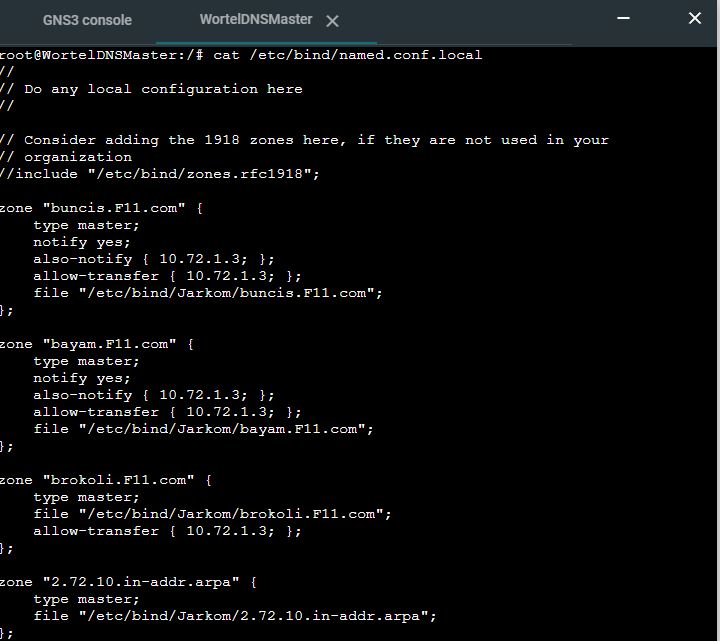 GNS3 console
WortelDNSMaster
root@WortelDNSMaster:/# cat /etc/bind/named.conf.local
//
// Do any local configuration here
//
// Consider adding the 1918 zones here, if they are not used in your
// organization
//include "/etc/bind/zones.rfc1918";
zone "buncis.F11.com" {
type master;
notify yes;
also-notify { 10.72.1.3; };
allow-transfer { 10.72.1.3; };
file "/etc/bind/Jarkom/buncis.F11.com";
};
zone "bayam.F11.com" {
type master;
notify yes;
also-notify { 10.72.1.3; };
allow-transfer { 10.72.1.3; };
file "/etc/bind/Jarkom/bayam.F11.com";
};
zone "brokoli.F11.com" {
type master;
file "/etc/bind/Jarkom/brokoli.F11.com";
allow-transfer { 10.72.1.3; };
};
zone "2.72.10.in-addr.arpa" {
type master;
file "/etc/bind/Jarkom/2.72.10.in-addr.arpa";
};